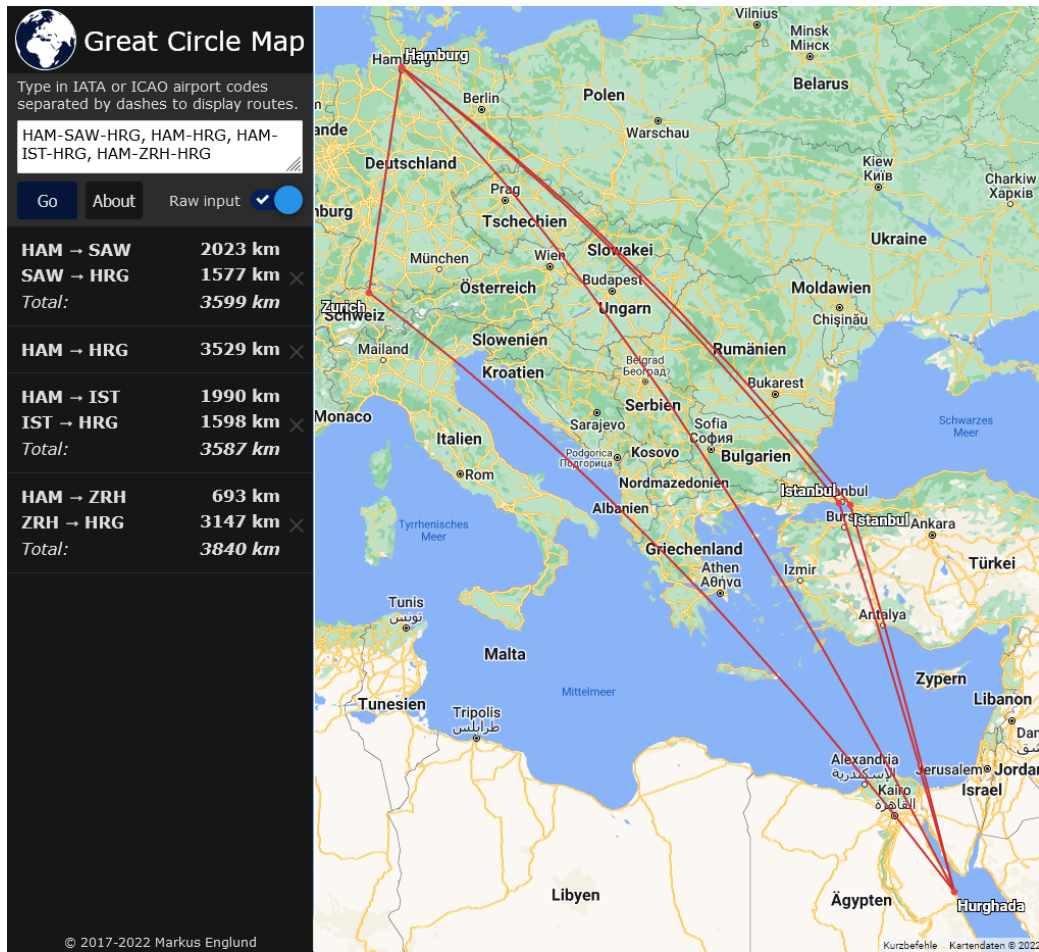 Great Circle Map
Type in IATA or ICAO airport codes
separated by dashes to display routes.
HAM-SAW-HRG, HAM-HRG, HAM-
IST-HRG, HAM-ZRH-HRG
Go About Raw input
HAM → SAW 2023 km
SAW → HRG 1577 km
Total: 3599 km
HAM → HRG 3529 km
HAM → IST 1990 km
IST → HRG 1598 km
Total: 3587 km
HAM → ZRH 693 km
ZRH → HRG 3147 km
Total: 3840 km
© 2017-2022 Markus Englund
Vilnius
Minsk
Мінск
Hamburg
Belarus
Berlin
Polen
Warschau
Deutschland
Kiew
Київ
Charkiw
Харків
Prag
Tschechien
Ukraine
Slowakei
München
Wien
Budapest
Österreich
Ungarn
Moldawien
Zurich
Schweiz
Chișinău
Mailand
Slowenien
Rumänien
Kroatien
Belgrad
Београд
Bukarest
Monaco
Serbien
Sarajevo
Sofia
София
Schwarzes
Meer
Italien
Podgorica
Подгорица
Kosovo
Bulgarien
Rom
Nordmazedonien
Istanbul
Albanien
Istanbul
Tyrrhenisches
Meer
Ankara
Griechenland
Türkei
Athen
Αθήνα
Izmir
Tunis
تونس
Antalya
Malta
Zypern
Mittelmeer
Libanon
Tunesien
Tripolis
طرابلس
Alexandria
الإسكندرية
Jerusalem
Jordan
Israel
Kairo
القاهرة
Libyen
Ägypten
Hurghada
Kurzbefehle Kartendaten © 2022